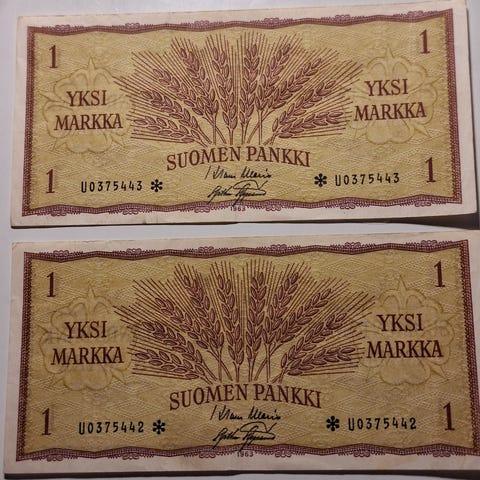 1 1
YKSI MARKKA YKSI MARKKA
SUOMEN PANKKI
1 1
U0375443 * * U0375443
1963
1 1
YKSI MARKKA YKSI MARKKA
SUOMEN PANKKI
1 1
U0375442 * * U0375442
1963